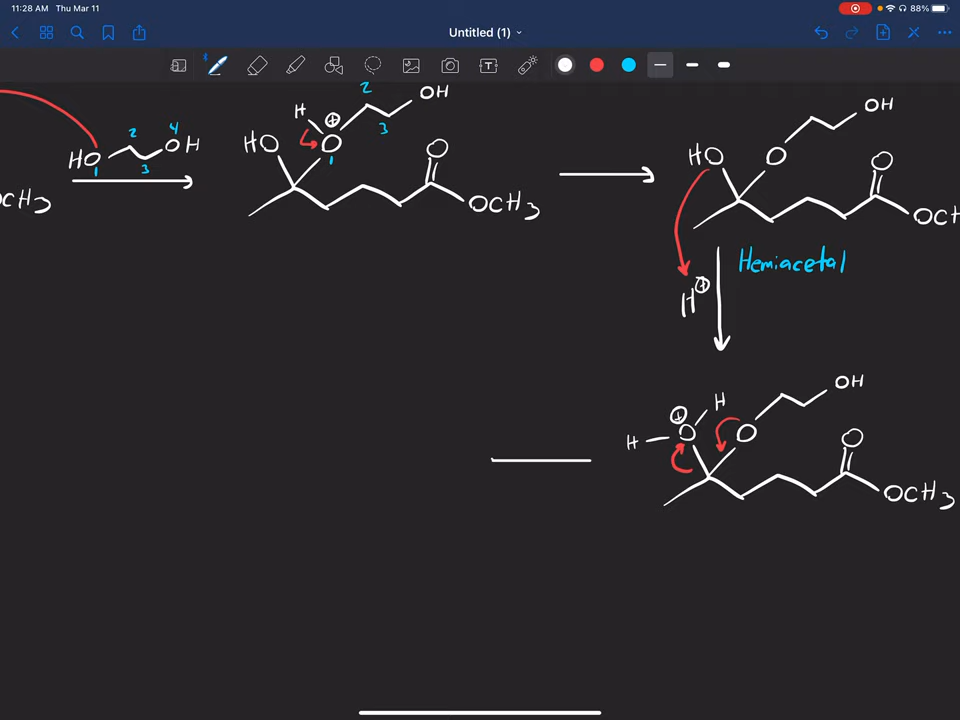 11:28 AM Thu Mar 11
88%
Untitled (1)
2
OH
H
⊕
3
HO
O
1
O
OCH3
2
4
HO
OH
1
3
OCH3
OH
HO
O
O
OCH
Hemiacetal
H⊕
OH
⊕
H
H
O
O
O
OCH3